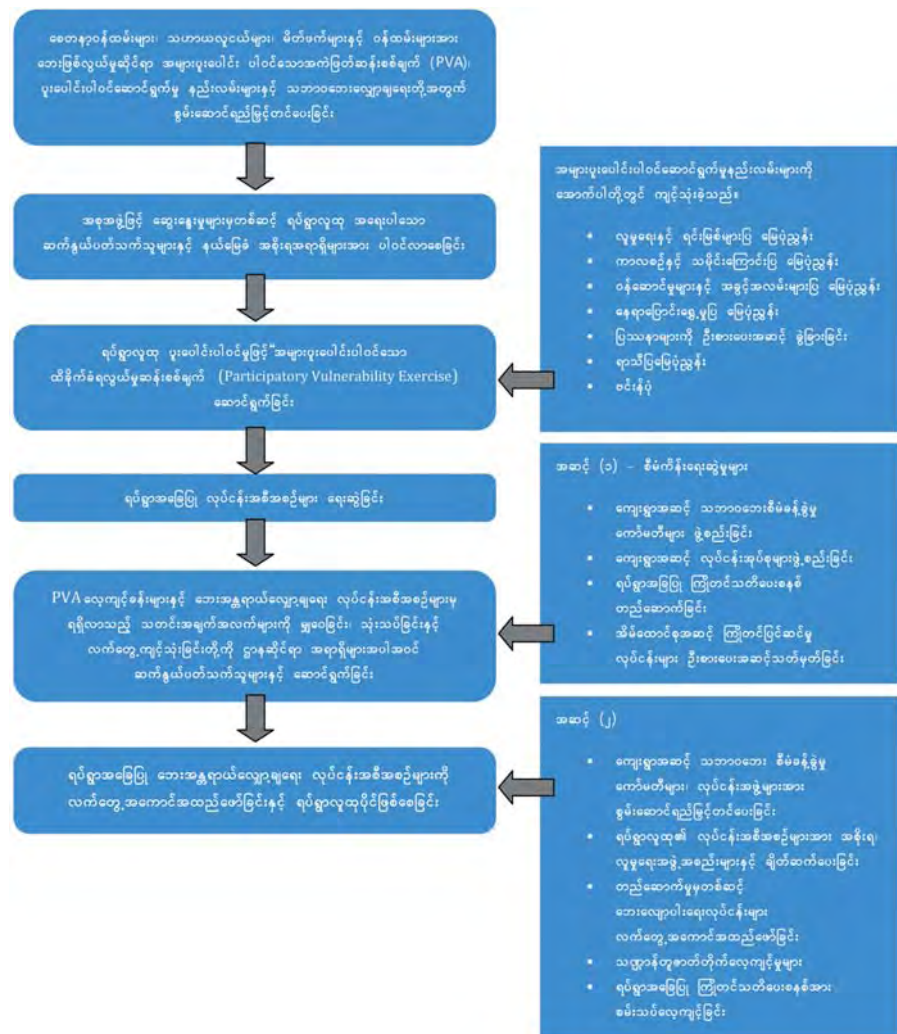 စေတနာ့ဝန်ထမ်းများ၊ သဟာယလူငယ်များ၊ မိတ်ဖက်များနှင့် ဝန်ထမ်းများအား
ဘေးဖြစ်လွယ်မှုဆိုင်ရာ အများပူးပေါင်း ပါဝင်သောအကဲဖြတ်ဆန်းစစ်ချက် (PVA)၊
ပူးပေါင်းပါဝင်ဆောင်ရွက်မှု နည်းလမ်းများနှင့် သဘာဝဘေးလျှော့ချရေးတို့အတွက်
စွမ်းဆောင်ရည်မြှင့်တင်ပေးခြင်း
အစုအဖွဲ့ဖြင့် ဆွေးနွေးမှုများမှတစ်ဆင့် ရပ်ရွာလူထု အရေးပါသော
ဆက်နွယ်ပတ်သက်သူများနှင့် နယ်မြေခံ အစိုးရအရာရှိများအား ပါဝင်လာစေခြင်း
ရပ်ရွာလူထု ပူးပေါင်းပါဝင်မှုဖြင့် "အများပူးပေါင်းပါဝင်သော
ထိခိုက်ခံရလွယ်မှုဆန်းစစ်ချက် (Participatory Vulnerability Exercise)
ဆောင်ရွက်ခြင်း
ရပ်ရွာအခြေပြု လုပ်ငန်းအစီအစဉ်များ ရေးဆွဲခြင်း
PVA လေ့ကျင့်ခန်းများနှင့် ဘေးအန္တရာယ်လျှော့ချရေး လုပ်ငန်းအစီအစဉ်များမှ
ရရှိလာသည့် သတင်းအချက်အလက်များကို မျှဝေခြင်း၊ သုံးသပ်ခြင်းနှင့်
လက်တွေ့ကျင့်သုံးခြင်းတို့ကို ဌာနဆိုင်ရာ အရာရှိများအပါအဝင်
ဆက်နွယ်ပတ်သက်သူများနှင့် ဆောင်ရွက်ခြင်း
ရပ်ရွာအခြေပြု ဘေးအန္တရာယ်လျှော့ချရေး လုပ်ငန်းအစီအစဉ်များကို
လက်တွေ့အကောင်အထည်ဖော်ခြင်းနှင့် ရပ်ရွာလူထုပိုင်ဖြစ်စေခြင်း
အများပူးပေါင်းပါဝင်ဆောင်ရွက်မှုနည်းလမ်းများကို
အောက်ပါတို့တွင် ကျင့်သုံးခဲ့သည်။
• လူမှုရေးနှင့် ရင်းမြစ်များပြ မြေပုံညွှန်း
• ကာလစဉ်နှင့် သမိုင်းကြောင်းပြ မြေပုံညွှန်း
• ဝန်ဆောင်မှုများနှင့် အခွင့်အလမ်းများပြ မြေပုံညွှန်း
• နေရာပြောင်းရွှေ့မှုပြ မြေပုံညွှန်း
• ပြဿနာများကို ဦးစားပေးအဆင့် ခွဲခြားခြင်း
• ရာသီပြမြေပုံညွှန်း
• ဗင်းန်ပုံ
အဆင့် (၁) – စီမံကိန်းရေးဆွဲမှုများ
• ကျေးရွာအဆင့် သဘာဝဘေးစီမံခန့်ခွဲမှု
ကော်မတီများ ဖွဲ့စည်းခြင်း
• ကျေးရွာအဆင့် လုပ်ငန်းအုပ်စုများဖွဲ့စည်းခြင်း
• ရပ်ရွာအခြေပြု ကြိုတင်သတိပေးစနစ်
တည်ဆောက်ခြင်း
• အိမ်ထောင်စုအဆင့် ကြိုတင်ပြင်ဆင်မှု
လုပ်ငန်းများ ဦးစားပေးအဆင့်သတ်မှတ်ခြင်း
အဆင့် (၂)
• ကျေးရွာအဆင့် သဘာဝဘေး စီမံခန့်ခွဲမှု
ကော်မတီများ၊ လုပ်ငန်းအဖွဲ့များအား
စွမ်းဆောင်ရည်မြှင့်တင်ပေးခြင်း
• ရပ်ရွာလူထု၏ လုပ်ငန်းအစီအစဉ်များအား အစိုးရ၊
လူမှုရေးအဖွဲ့အစည်းများနှင့် ချိတ်ဆက်ပေးခြင်း
• တည်ဆောက်မှုမှတစ်ဆင့်
ဘေးလျော့ပါးရေးလုပ်ငန်းများ
လက်တွေ့အကောင်အထည်ဖော်ခြင်း
• သဏ္ဍာန်တူဇာတ်တိုက်လေ့ကျင့်မှုများ
• ရပ်ရွာအခြေပြု ကြိုတင်သတိပေးစနစ်အား
စမ်းသပ်လေ့ကျင့်ခြင်း